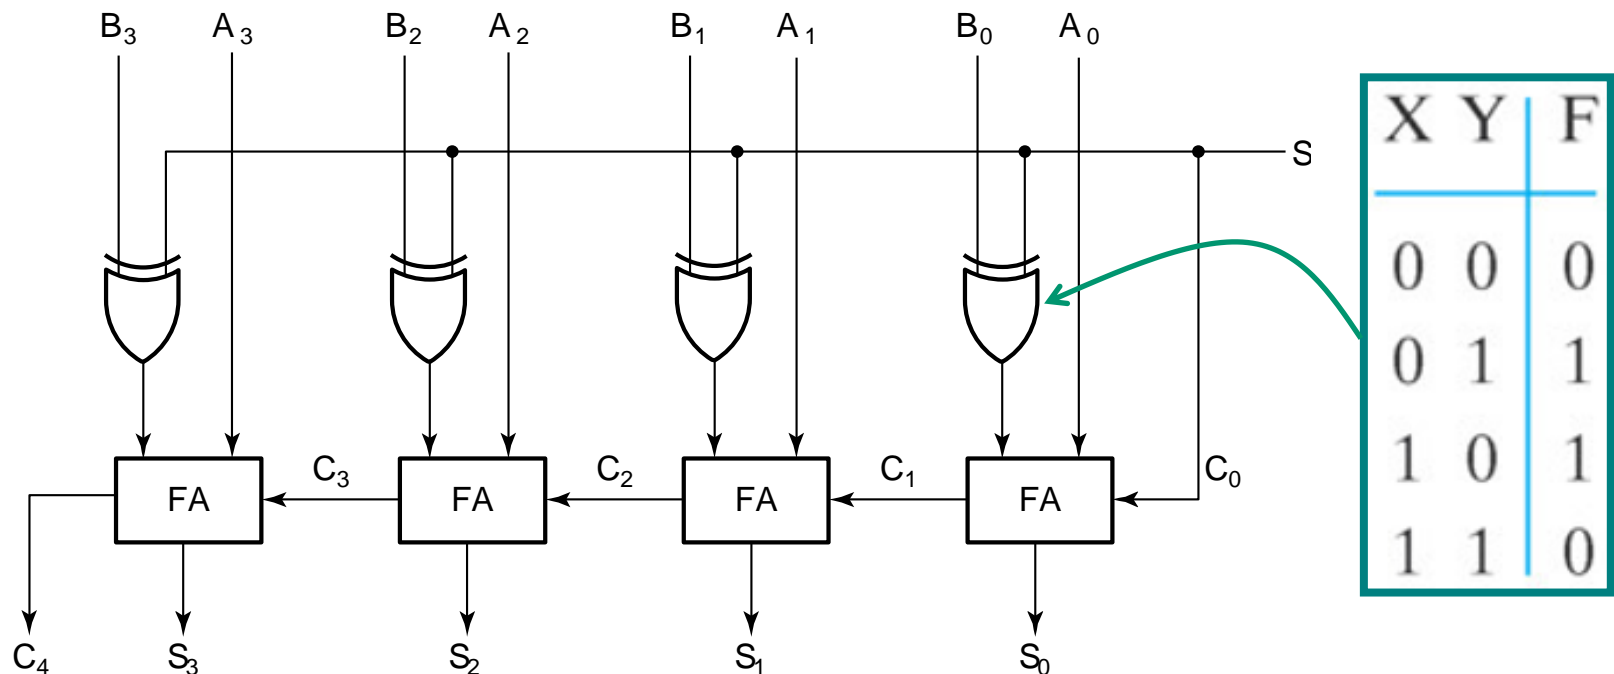 B3 A3 B2 A2 B1 A1 B0 A0
S
X Y F
0 0 0
0 1 1
1 0 1
1 1 0
C3 C2 C1 C0
FA FA FA FA
C4 S3 S2 S1 S0